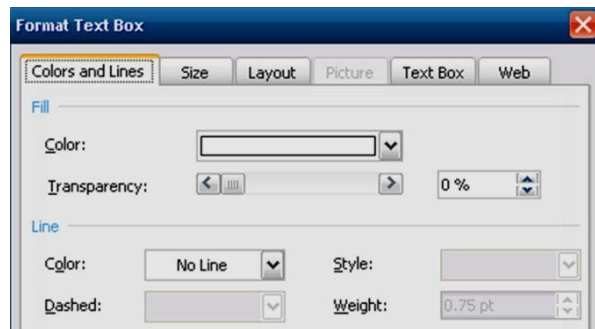 Format Text Box
Colors and Lines Size Layout Picture Text Box Web
Fill
Color:
Transparency: 0 %
Line
Color: No Line Style:
Dashed: Weight: 0.75 pt